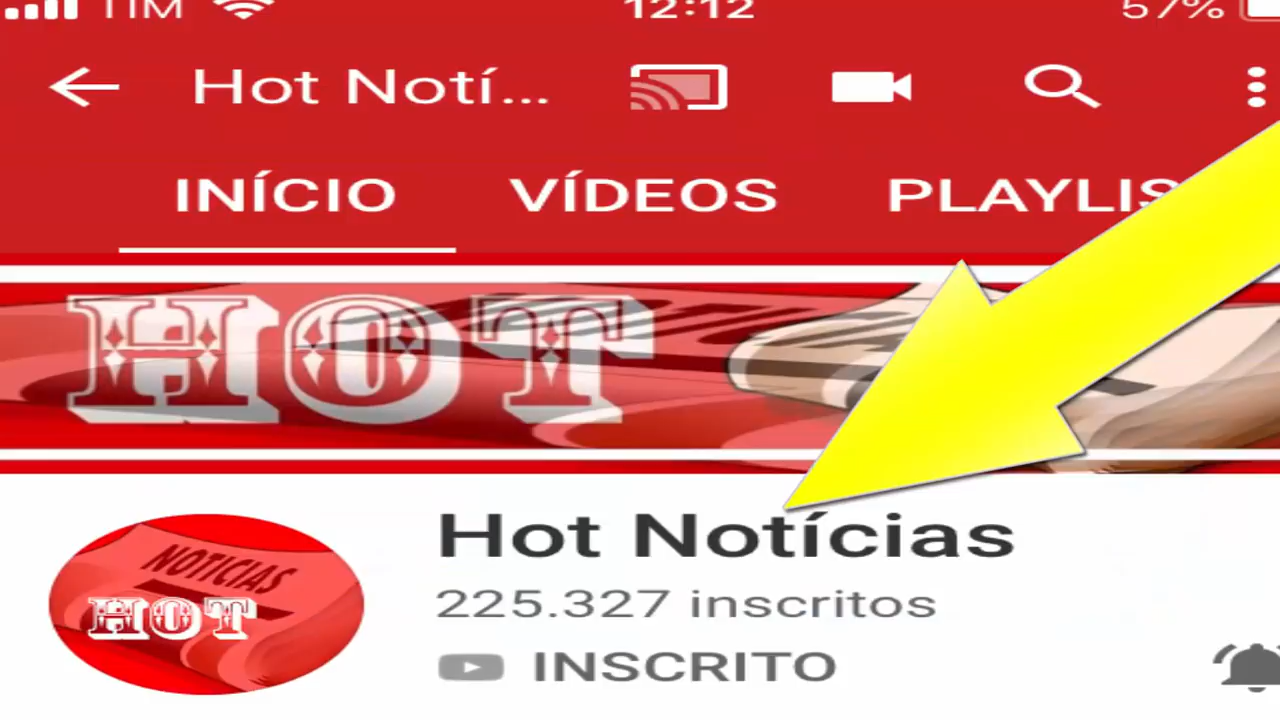 TIM 12:12 57%
Hot Notí...
INÍCIO VÍDEOS PLAYLIS
HOT
Hot Notícias
225.327 inscritos
INSCRITO
NOTICIAS
HOT